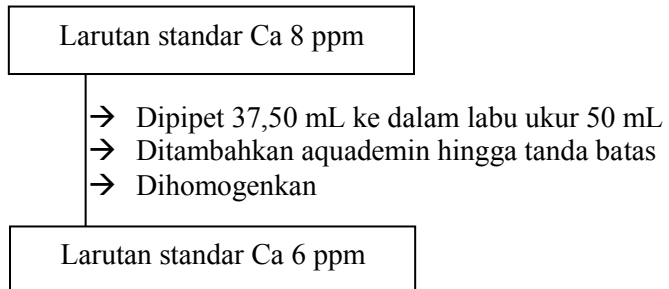 Larutan standar Ca 8 ppm
→ Dipipet 37,50 mL ke dalam labu ukur 50 mL
→ Ditambahkan aquademin hingga tanda batas
→ Dihomogenkan
Larutan standar Ca 6 ppm